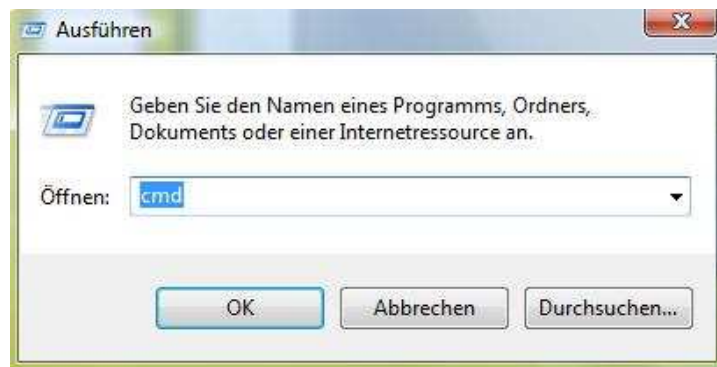 Ausführen
Geben Sie den Namen eines Programms, Ordners,
Dokuments oder einer Internetressource an.
Öffnen: cmd
OK Abbrechen Durchsuchen...